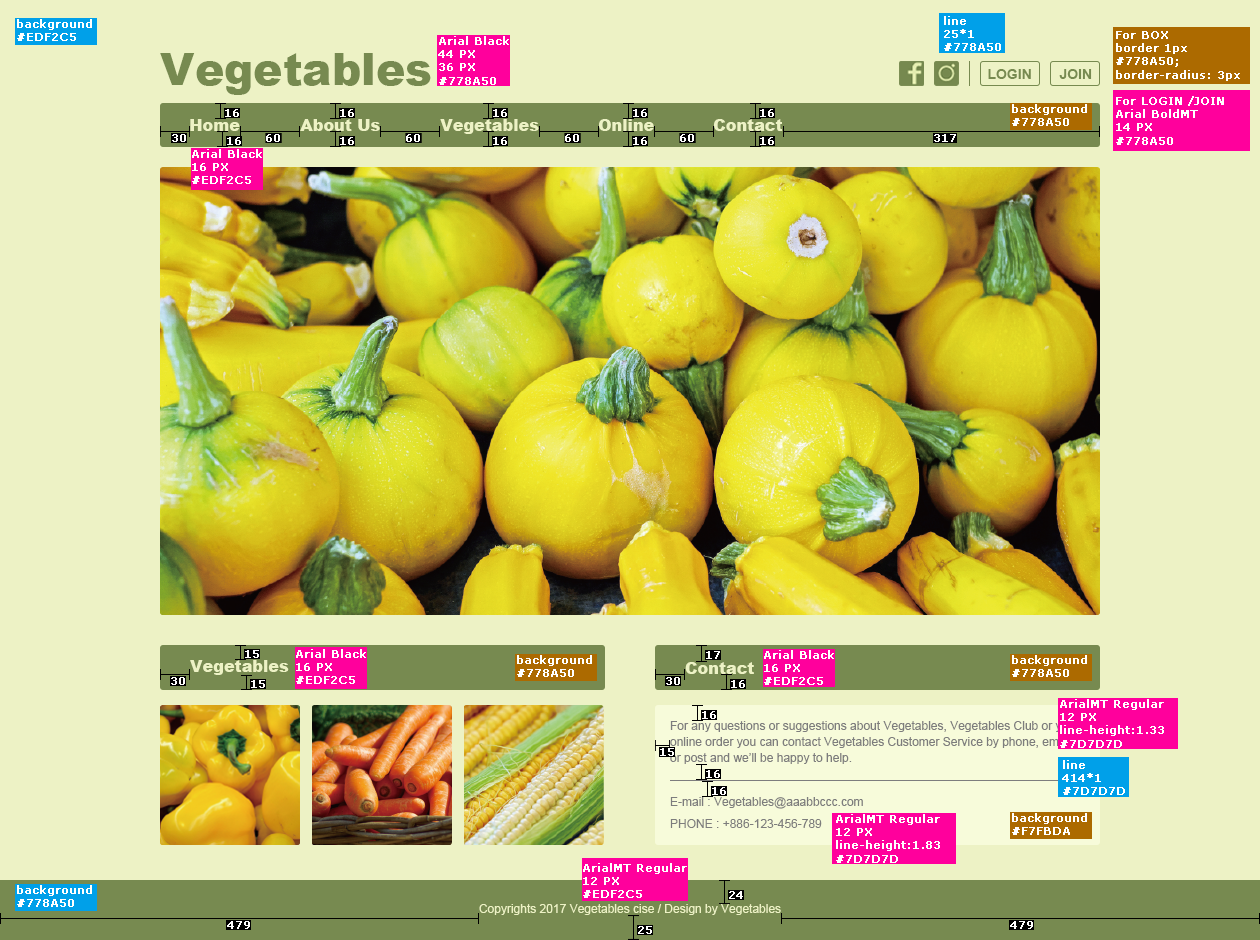 background
#EDF2C5
line
25*1
#778A50
For BOX
border 1px
#778A50;
border-radius: 3px
Vegetables
Arial Black
44 PX
36 PX
#778A50
LOGIN
JOIN
For LOGIN /JOIN
Arial BoldMT
14 PX
#778A50
16
16
16
16
16
background
#778A50
Home
About Us
Vegetables
Online
Contact
30
60
60
60
60
317
16
16
16
16
16
Arial Black
16 PX
#EDF2C5
15
Vegetables
30
15
Arial Black
16 PX
#EDF2C5
background
#778A50
17
Contact
30
16
Arial Black
16 PX
#EDF2C5
background
#778A50
16
For any questions or suggestions about Vegetables, Vegetables Club or
online order you can contact Vegetables Customer Service by phone,
15
or post and we'll be happy to help.
ArialMT Regular
12 PX
line-height:1.33
#7D7D7D
16
16
line
414*1
#7D7D7D
E-mail : Vegetables@aaabbccc.com
PHONE : +886-123-456-789
ArialMT Regular
12 PX
line-height:1.83
#7D7D7D
background
#F7FBDA
ArialMT Regular
12 PX
#EDF2C5
background
#778A50
24
Copyrights 2017 Vegetables cise / Design by Vegetables
479
25
479